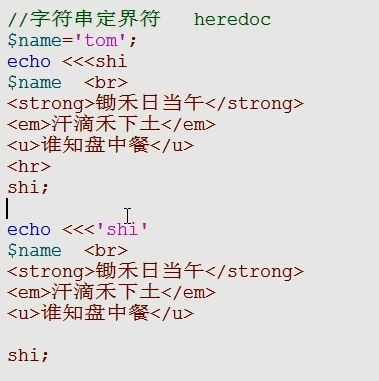 //字符串定界符   heredoc
$name='tom';
echo <<<shi
$name  <br>
<strong>锄禾日当午</strong>
<em>汗滴禾下土</em>
<u>谁知盘中餐</u>
<hr>
shi;
echo <<<'shi'
$name  <br>
<strong>锄禾日当午</strong>
<em>汗滴禾下土</em>
<u>谁知盘中餐</u>
shi;